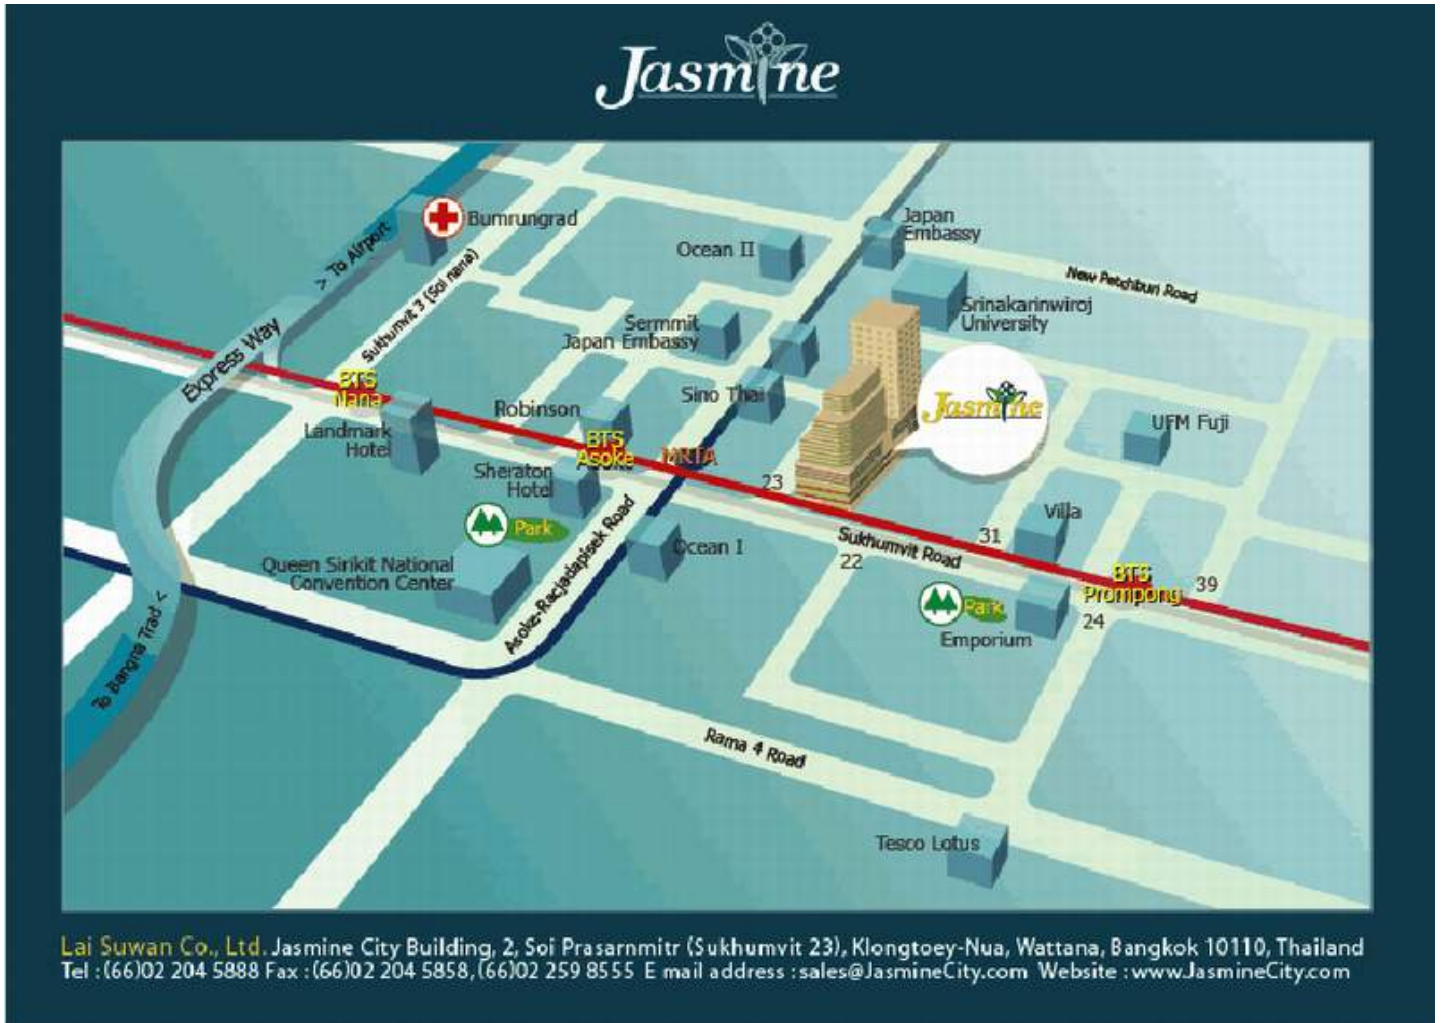 Jasmine
Bumrungrad
Japan
Embassy
> To Airport
Ocean II
Sukhumvit 3 (Soi nana)
New Petchburi Road
Srinakarinwiroj
University
Sermmit
Japan Embassy
Express Way
BTS
Nana
Sino Thai
Jasmine
Robinson
UFM Fuji
Landmark
Hotel
BTS
Asoke
MRTA
Sheraton
Hotel
23
39
Villa
Park
Asoke-Racjadapisek Road
Sukhumvit Road
31
Ocean I
22
Queen Sirikit National
Convention Center
BTS
Prompong
39
Park
24
Emporium
To Bangna Trad <
Rama 4 Road
Tesco Lotus
Lai Suwan Co., Ltd. Jasmine City Building, 2, Soi Prasarnmitr (Sukhumvit 23), Klongtoey-Nua, Wattana, Bangkok 10110, Thailand
Tel : (66)02 204 5888 Fax : (66)02 204 5858, (66)02 259 8555 E mail address : sales@JasmineCity.com Website : www.JasmineCity.com